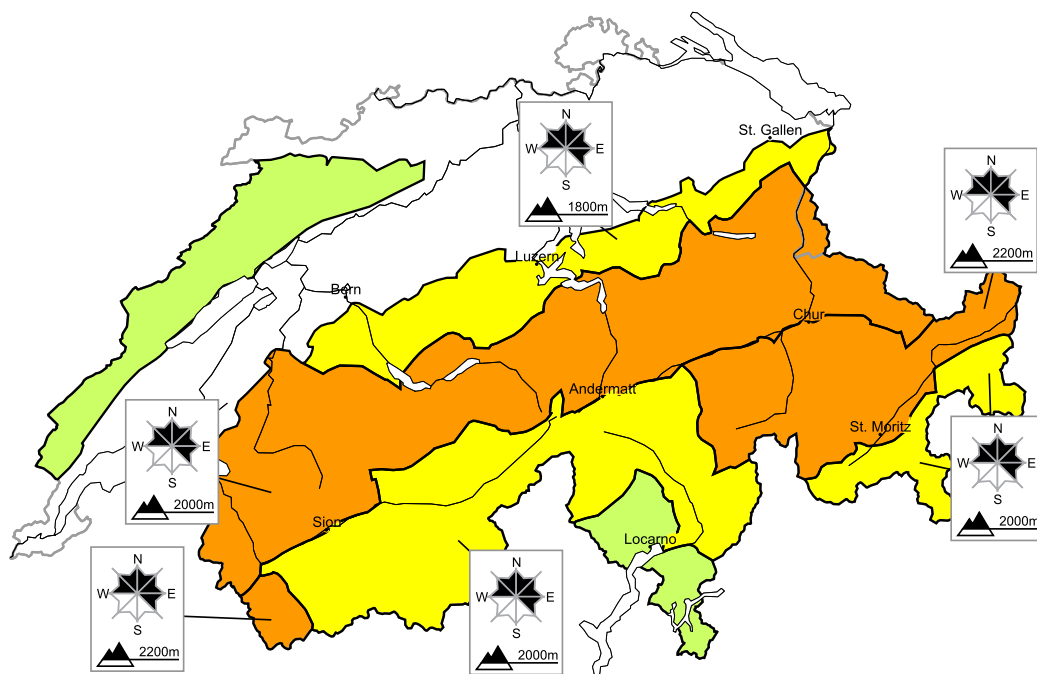 St. Gallen
N
W E
S
1800m
N
W E
S
2200m
Luzern
Bern
Chur
Andermatt
N
W E
S
2000m
St. Moritz
N
W E
S
2000m
Sion
Locarno
N
W E
S
2200m
N
W E
S
2000m